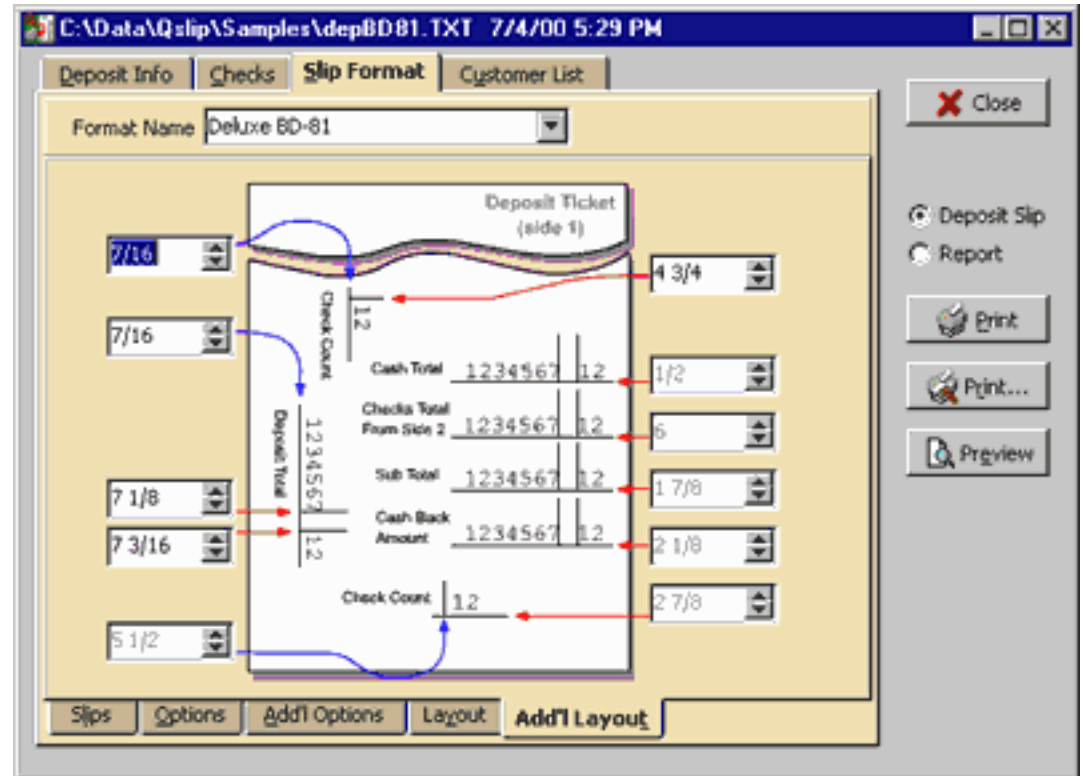 C:\Data\Qslip\Samples\depBD81.TXT 7/4/00 5:29 PM
Deposit Info
Checks
Slip Format
Customer List
Close
Format Name
Deluxe BD-81
Deposit Ticket
(side 1)
Deposit Slip
Report
7/16
4 3/4
Check Count
12
Print
7/16
Cash Total
1234567 12
1/2
Print...
Checks Total
From Side 2
1234567 12
6
Deposit Total
1234567
12
Preview
Sub Total
1234567 12
1 7/8
7 1/8
Cash Back
Amount
1234567 12
2 1/8
7 3/16
Check Count
12
2 7/8
5 1/2
Slips
Options
Add'l Options
Layout
Add'l Layout